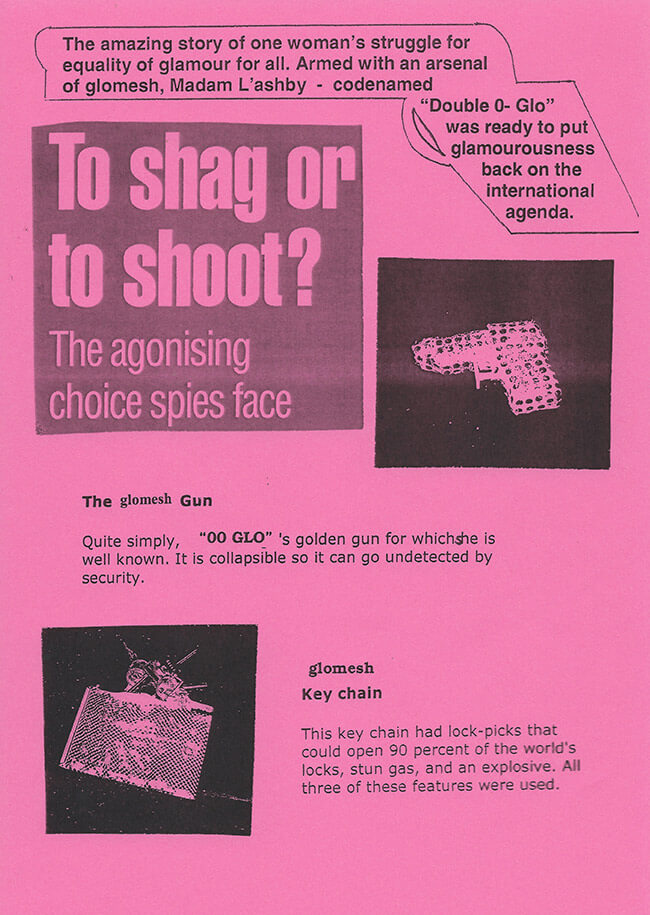 The amazing story of one woman's struggle for
equality of glamour for all. Armed with an arsenal
of glomesh, Madam L'ashby - codenamed
"Double 0- Glo"
was ready to put
glamourousness
back on the
international
agenda.
To shag or
to shoot?
The agonising
choice spies face
The glomesh Gun
Quite simply, "00 GLO" 's golden gun for whichshe is
well known. It is collapsible so it can go undetected by
security.
glomesh
Key chain
This key chain had lock-picks that
could open 90 percent of the world's
locks, stun gas, and an explosive. All
three of these features were used.